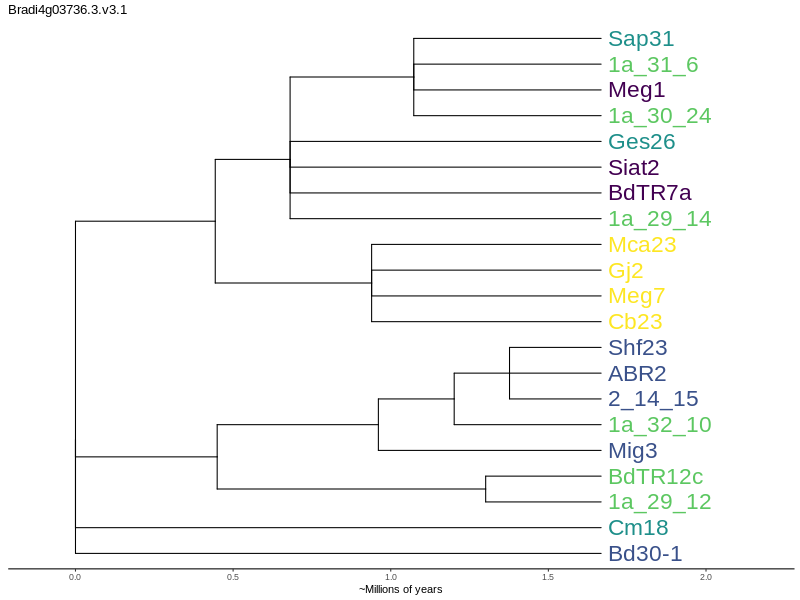 Bradi4g03736.3.v3.1
Sap31
1a_31_6
Meg1
1a_30_24
Ges26
Siat2
BdTR7a
1a_29_14
Mca23
Gj2
Meg7
Cb23
Shf23
ABR2
2_14_15
1a_32_10
Mig3
BdTR12c
1a_29_12
Cm18
Bd30-1
0.0 0.5 1.0 1.5 2.0
~Millions of years